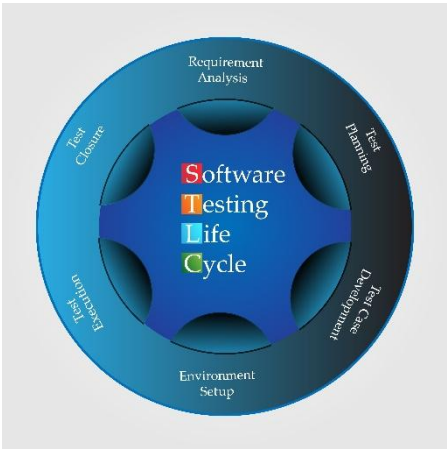 Requirement
Analysis
Test
Planning
Test Case
Development
Environment
Setup
Test
Execution
Test
Closure
Software
Testing
Life
Cycle